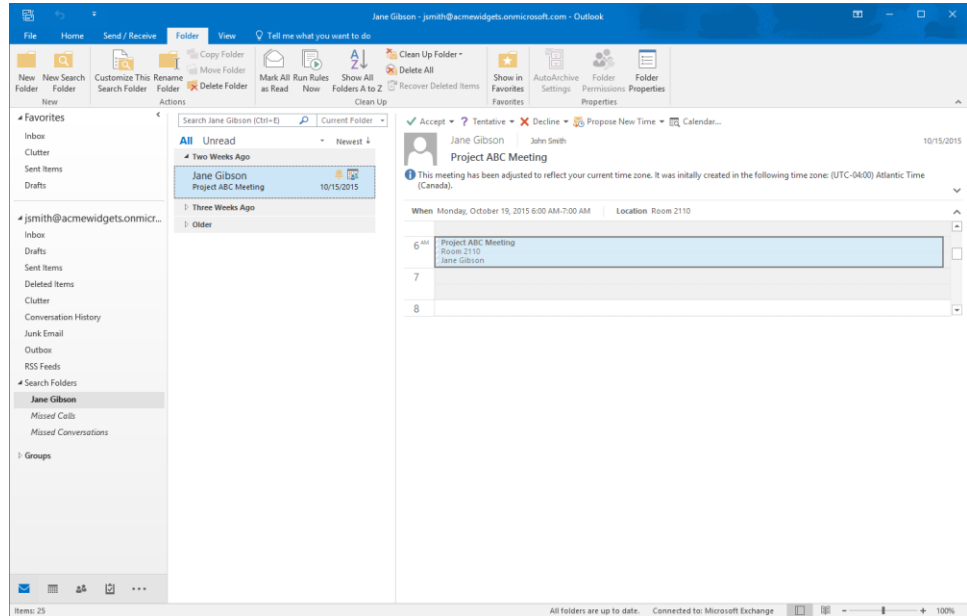 Jane Gibson - jsmith@acmewidgets.onmicrosoft.com - Outlook
File Home Send / Receive Folder View Tell me what you want to do
New Folder
New Search Folder
Customize This Search Folder
Rename Folder
Copy Folder
Move Folder
Delete Folder
Mark All as Read
Run Rules Now
Show All Folders A to Z
Clean Up Folder
Delete All
Recover Deleted Items
Show in Favorites
AutoArchive Settings
Folder Permissions
Folder Properties
New Actions Clean Up Favorites Properties
Favorites
Inbox
Clutter
Sent Items
Drafts
jsmith@acmewidgets.onmicr...
Inbox
Drafts
Sent Items
Deleted Items
Clutter
Conversation History
Junk Email
Outbox
RSS Feeds
Search Folders
Jane Gibson
Missed Calls
Missed Conversations
Groups
Search Jane Gibson (Ctrl+E) Current Folder
All Unread Newest ↓
Two Weeks Ago
Jane Gibson
Project ABC Meeting 10/15/2015
Three Weeks Ago
Older
Accept ? Tentative Decline Propose New Time Calendar...
Jane Gibson John Smith 10/15/2015
Project ABC Meeting
This meeting has been adjusted to reflect your current time zone. It was initally created in the following time zone: (UTC-04:00) Atlantic Time
(Canada).
When Monday, October 19, 2015 6:00 AM-7:00 AM Location Room 2110
6 AM Project ABC Meeting
Room 2110
Jane Gibson
7
8
Items: 25 All folders are up to date. Connected to: Microsoft Exchange 100%